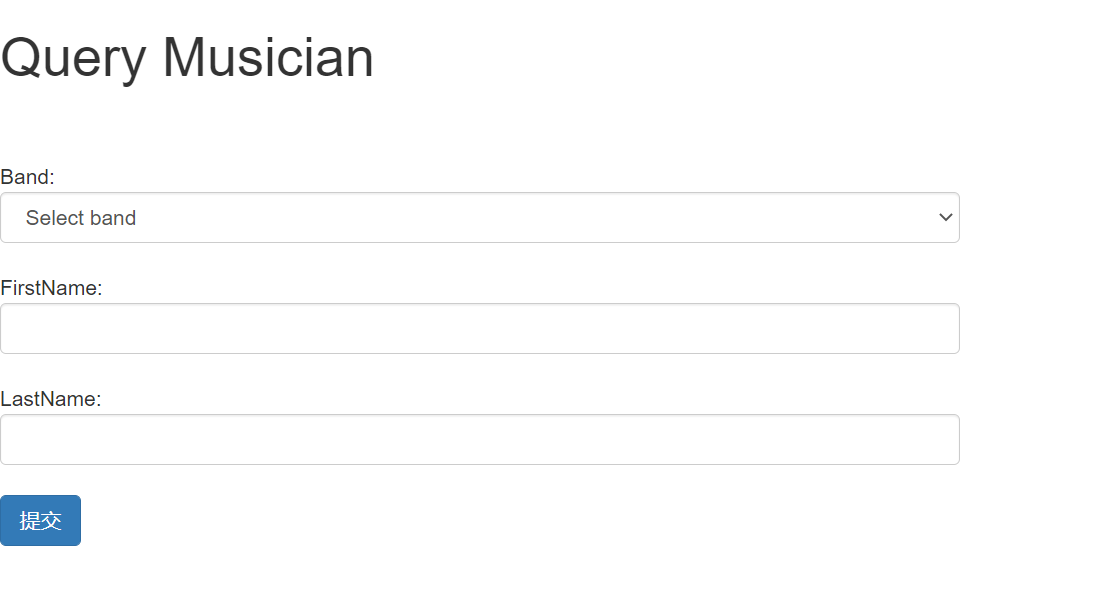 Query Musician
Band:
Select band
FirstName:
LastName:
提交